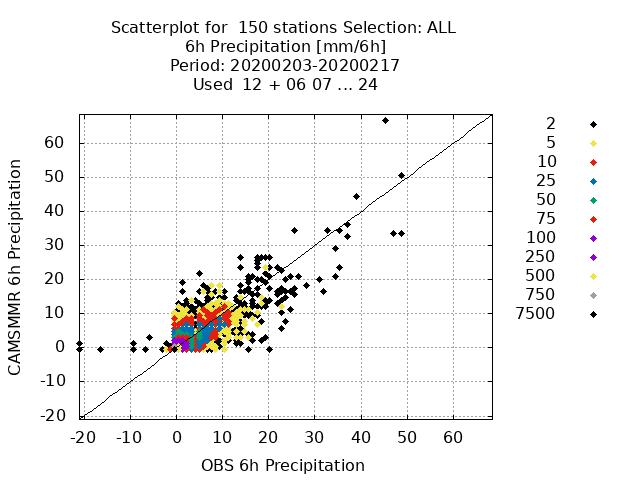 Scatterplot for  150 stations Selection: ALL
6h Precipitation [mm/6h]
Period: 20200203-20200217
Used  12 + 06 07 ... 24
CAMSMMR 6h Precipitation
60
50
40
30
20
10
0
-10
-20
-20 -10 0 10 20 30 40 50 60
OBS 6h Precipitation
2
5
10
25
50
75
100
250
500
750
7500